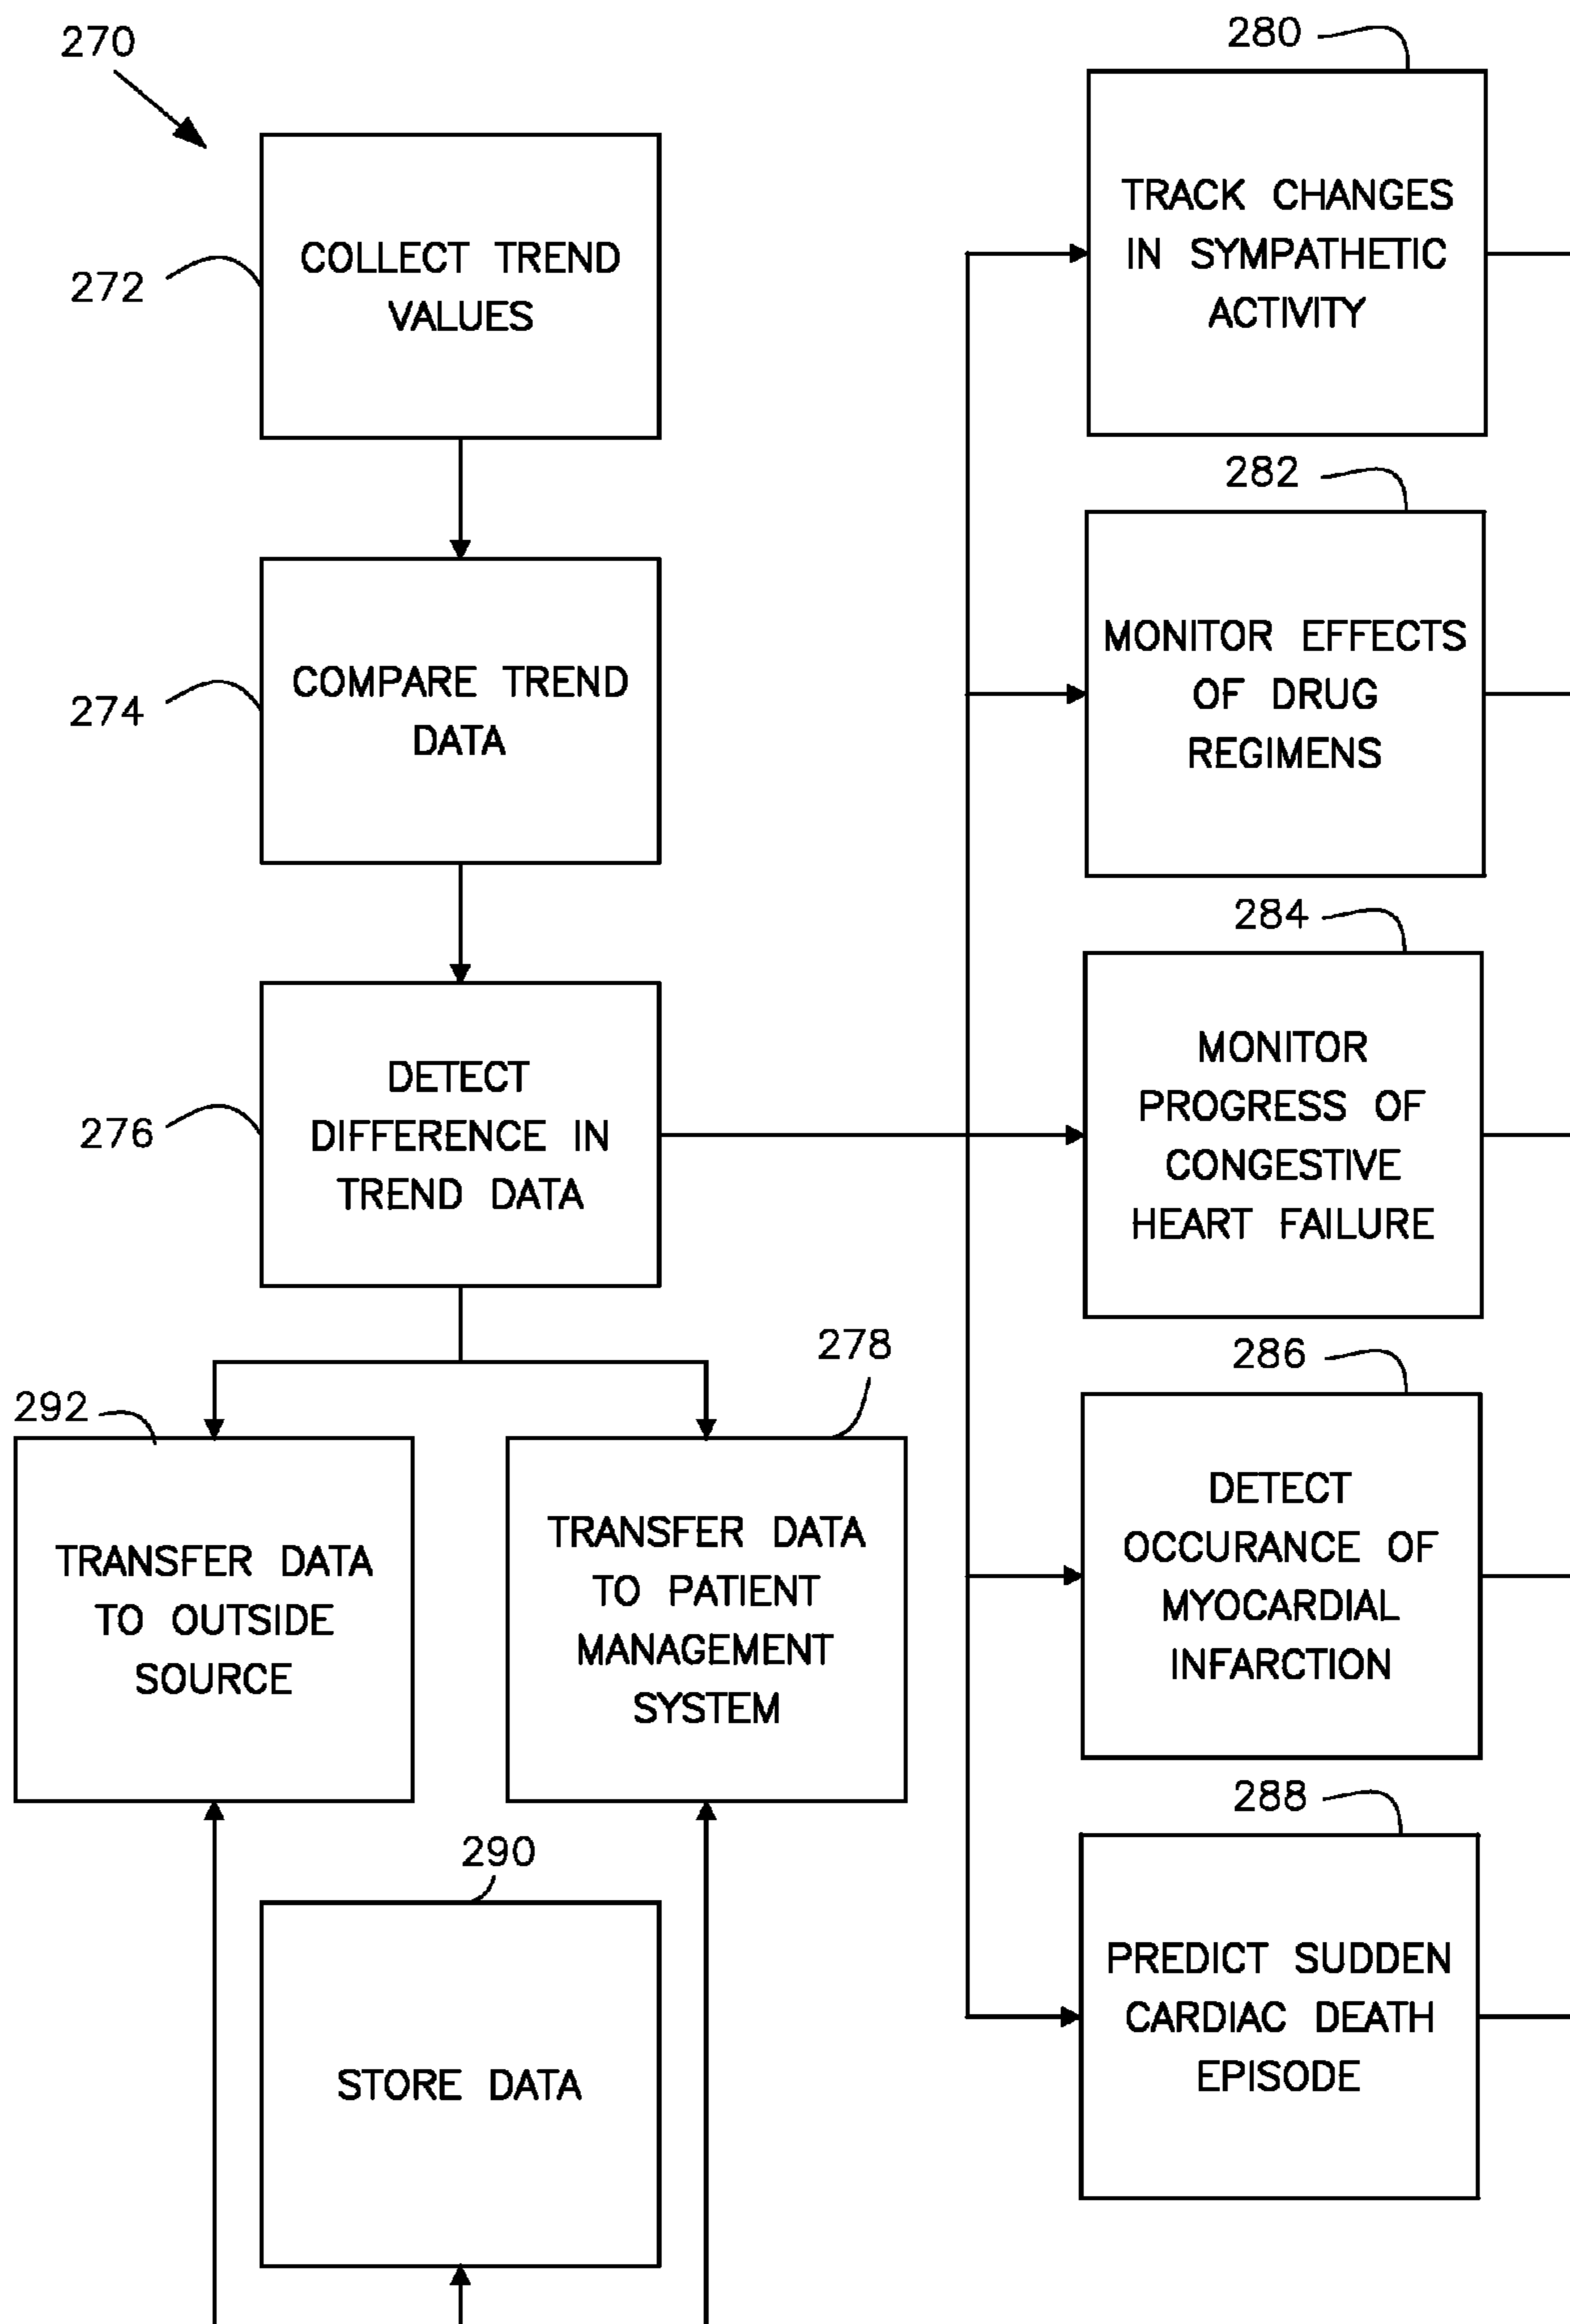 270
272
COLLECT TREND
VALUES
274
COMPARE TREND
DATA
276
DETECT
DIFFERENCE IN
TREND DATA
292
TRANSFER DATA
TO OUTSIDE
SOURCE
278
TRANSFER DATA
TO PATIENT
MANAGEMENT
SYSTEM
290
STORE DATA
280
TRACK CHANGES
IN SYMPATHETIC
ACTIVITY
282
MONITOR EFFECTS
OF DRUG
REGIMENS
284
MONITOR
PROGRESS OF
CONGESTIVE
HEART FAILURE
286
DETECT
OCCURANCE OF
MYOCARDIAL
INFARCTION
288
PREDICT SUDDEN
CARDIAC DEATH
EPISODE